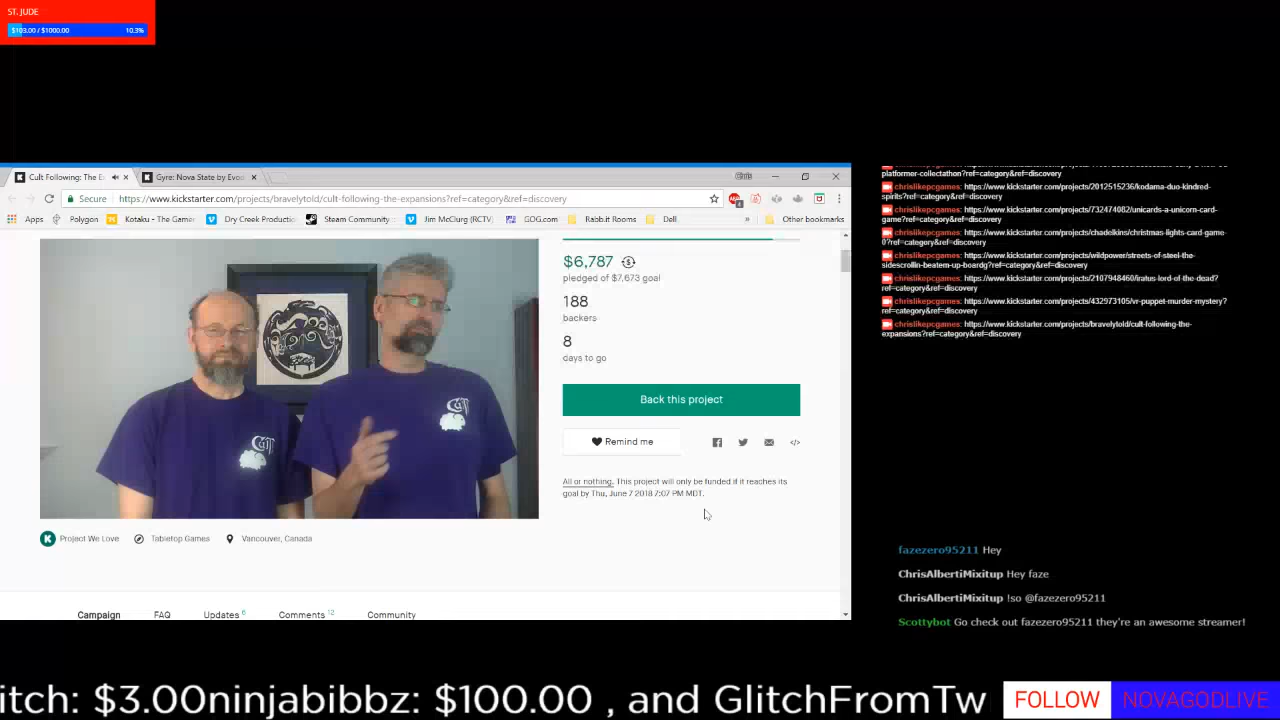 ST. JUDE
$103.00 / $1000.00 10.3%
Cult Following: The E
Gyre: Nova State by Evo
Chris
Secure https://www.kickstarter.com/projects/bravelytold/cult-following-the-expansions?ref=category&ref=discovery
Apps Polygon Kotaku - The Gamer Dry Creek Productio Steam Community Jim McClurg (RCTV) GOG.com Rabbit Rooms Dell » Other bookmarks
$6,787
pledged of $7,673 goal
188
backers
8
days to go
Back this project
Remind me
All or nothing. This project will only be funded if it reaches its
goal by Thu, June 7 2018 7:07 PM MDT.
Cult
Cult
Project We Love Tabletop Games Vancouver, Canada
Campaign FAQ Updates 6 Comments 12 Community
platformer-collectathon?ref=category&ref=discovery
chrislikepcgames: https://www.kickstarter.com/projects/2012515236/kodama-duo-kindred-
spirits?ref=category&ref=discovery
chrislikepcgames: https://www.kickstarter.com/projects/732474082/unicards-a-unicorn-card-
game?ref=category&ref=discovery
chrislikepcgames: https://www.kickstarter.com/projects/chadelkins/christmas-lights-card-game-
0?ref=category&ref=discovery
chrislikepcgames: https://www.kickstarter.com/projects/wildpower/streets-of-steel-the-
sidescrollin-beatem-up-boardg?ref=category&ref=discovery
chrislikepcgames: https://www.kickstarter.com/projects/2107948460/iratus-lord-of-the-dead?
ref=category&ref=discovery
chrislikepcgames: https://www.kickstarter.com/projects/432973105/vr-puppet-murder-mystery?
ref=category&ref=discovery
chrislikepcgames: https://www.kickstarter.com/projects/bravelytold/cult-following-the-
expansions?ref=category&ref=discovery
fazezero95211 Hey
ChrisAlbertiMixitup Hey faze
ChrisAlbertiMixitup !so @fazezero95211
Scottybot Go check out fazezero95211 they're an awesome streamer!
itch: $3.00ninjabibbz: $100.00 , and GlitchFromTw
FOLLOW NOVAGODLIVE